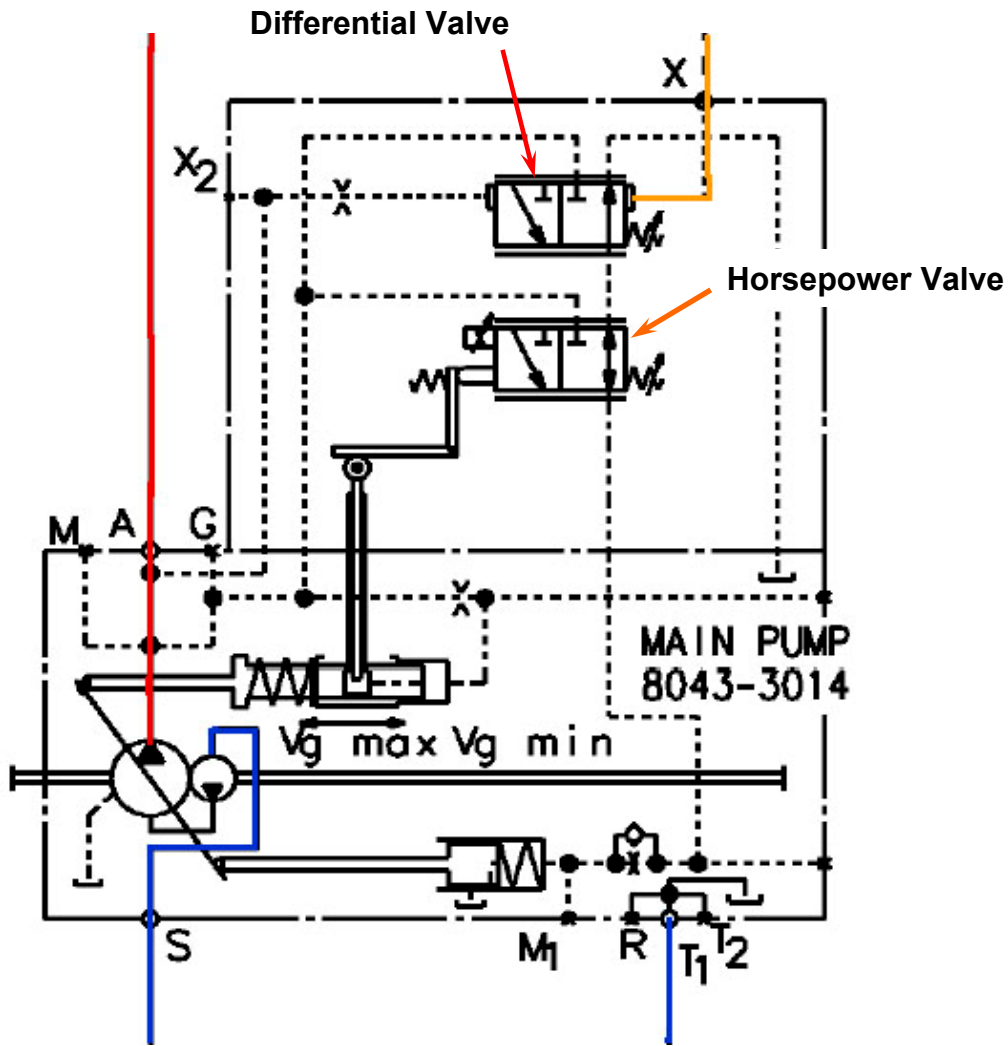 Differential Valve
X
X2
Horsepower Valve
M A G
MAIN PUMP
8043-3014
Vg max Vg min
S
M1
R
T1
T2